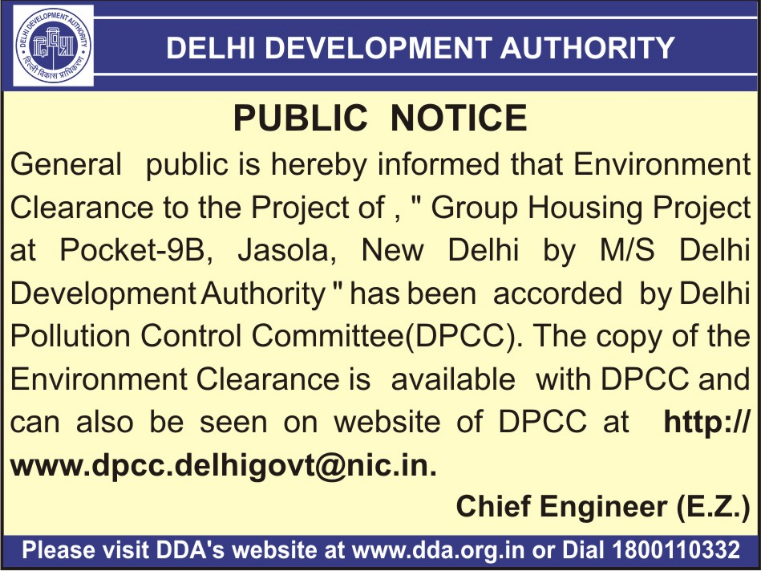 DELHI DEVELOPMENT AUTHORITY
दिल्ली विकास प्राधिकरण
DELHI DEVELOPMENT AUTHORITY
PUBLIC NOTICE
General public is hereby informed that Environment
Clearance to the Project of , " Group Housing Project
at Pocket-9B, Jasola, New Delhi by M/S Delhi
Development Authority " has been accorded by Delhi
Pollution Control Committee(DPCC). The copy of the
Environment Clearance is available with DPCC and
can also be seen on website of DPCC at http://
www.dpcc.delhigovt@nic.in.
Chief Engineer (E.Z.)
Please visit DDA's website at www.dda.org.in or Dial 1800110332